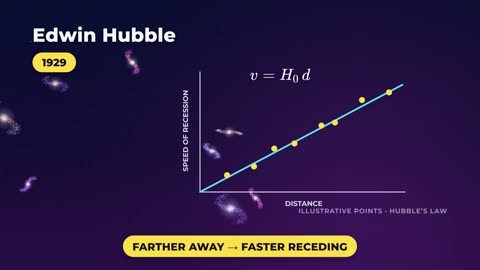 Edwin Hubble
1929
v = H₀ d
SPEED OF RECESSION
DISTANCE
ILLUSTRATIVE POINTS · HUBBLE'S LAW
FARTHER AWAY → FASTER RECEDING